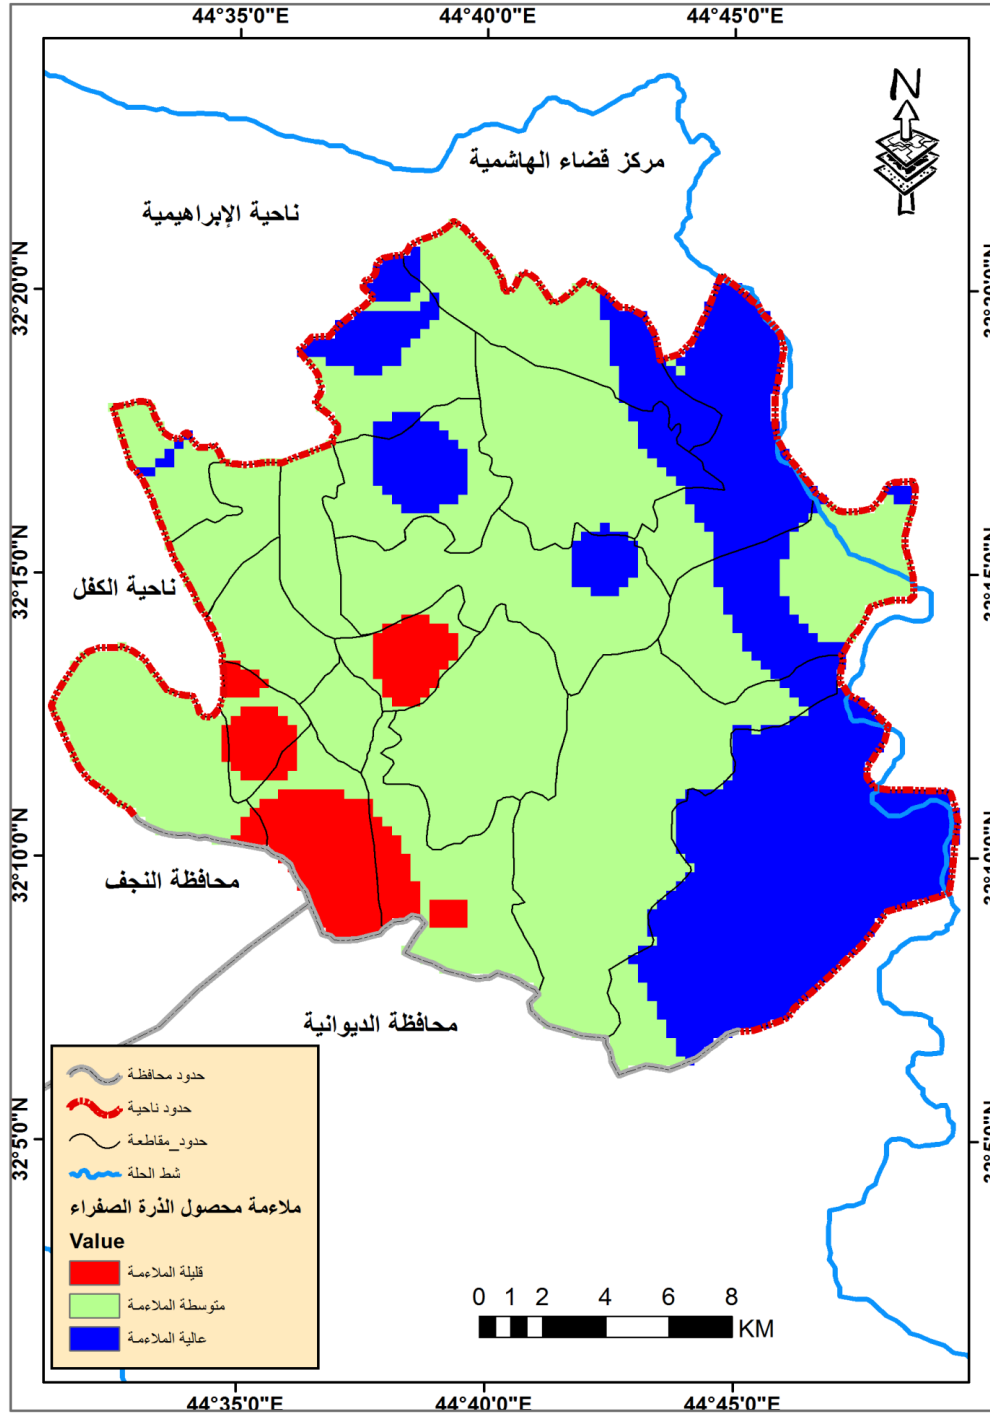 44°35'0"E 44°40'0"E 44°45'0"E
N
مركز قضاء الهاشمية
ناحية الإبراهيمية
32°20'0"N
32°15'0"N
ناحية الكفل
32°10'0"N
محافظة النجف
محافظة الديوانية
حدود محافظة
حدود ناحية
حدود_مقاطعة
شط الحلة
ملاءمة محصول الذرة الصفراء
Value
قليلة الملاءمة
متوسطة الملاءمة
عالية الملاءمة
32°5'0"N
0 1 2 4 6 8
KM
44°35'0"E 44°40'0"E 44°45'0"E